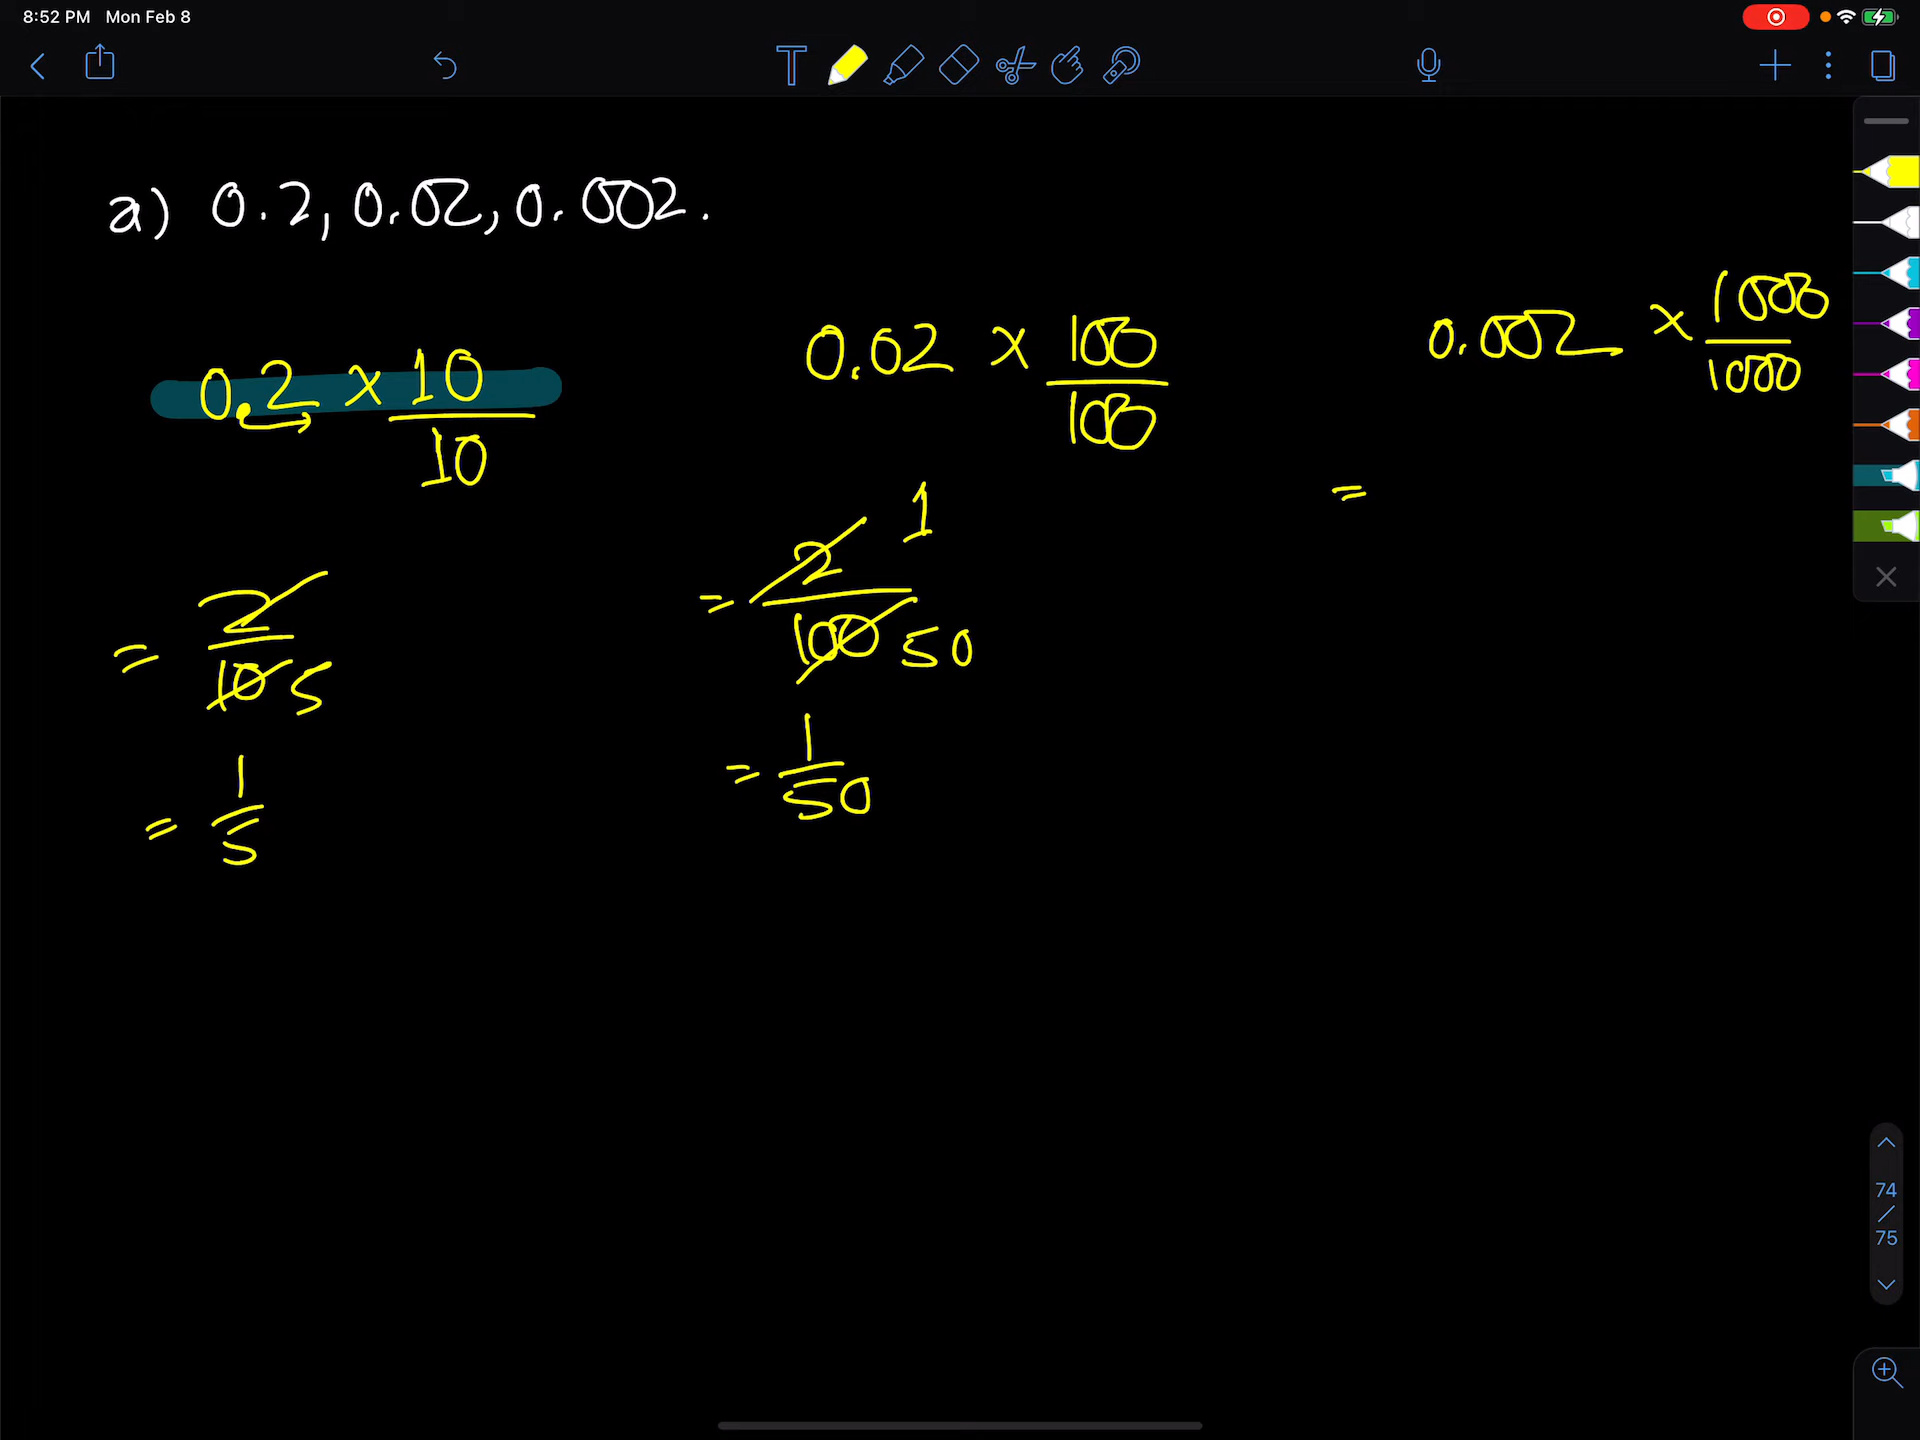 8:52 PM Mon Feb 8
T
a) 0.2, 0.02, 0.002.
0.2 x 10
10
= 2
10 5
= 1
5
0.02 x 100
100
= 2 1
100 50
= 1
50
0.002 x 1000
1000
=
74
/
75